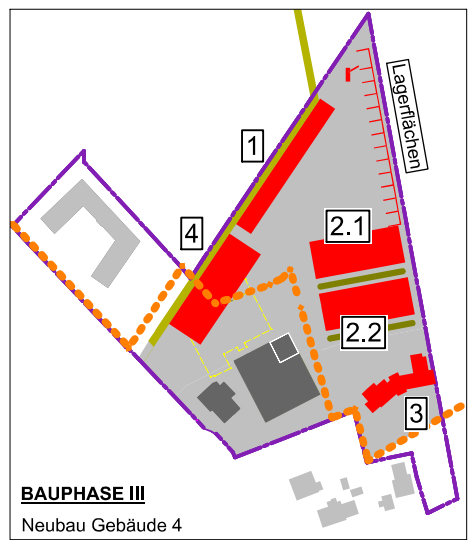 Lagerflächen
1
4
2.1
2.2
3
BAUPHASE III
Neubau Gebäude 4